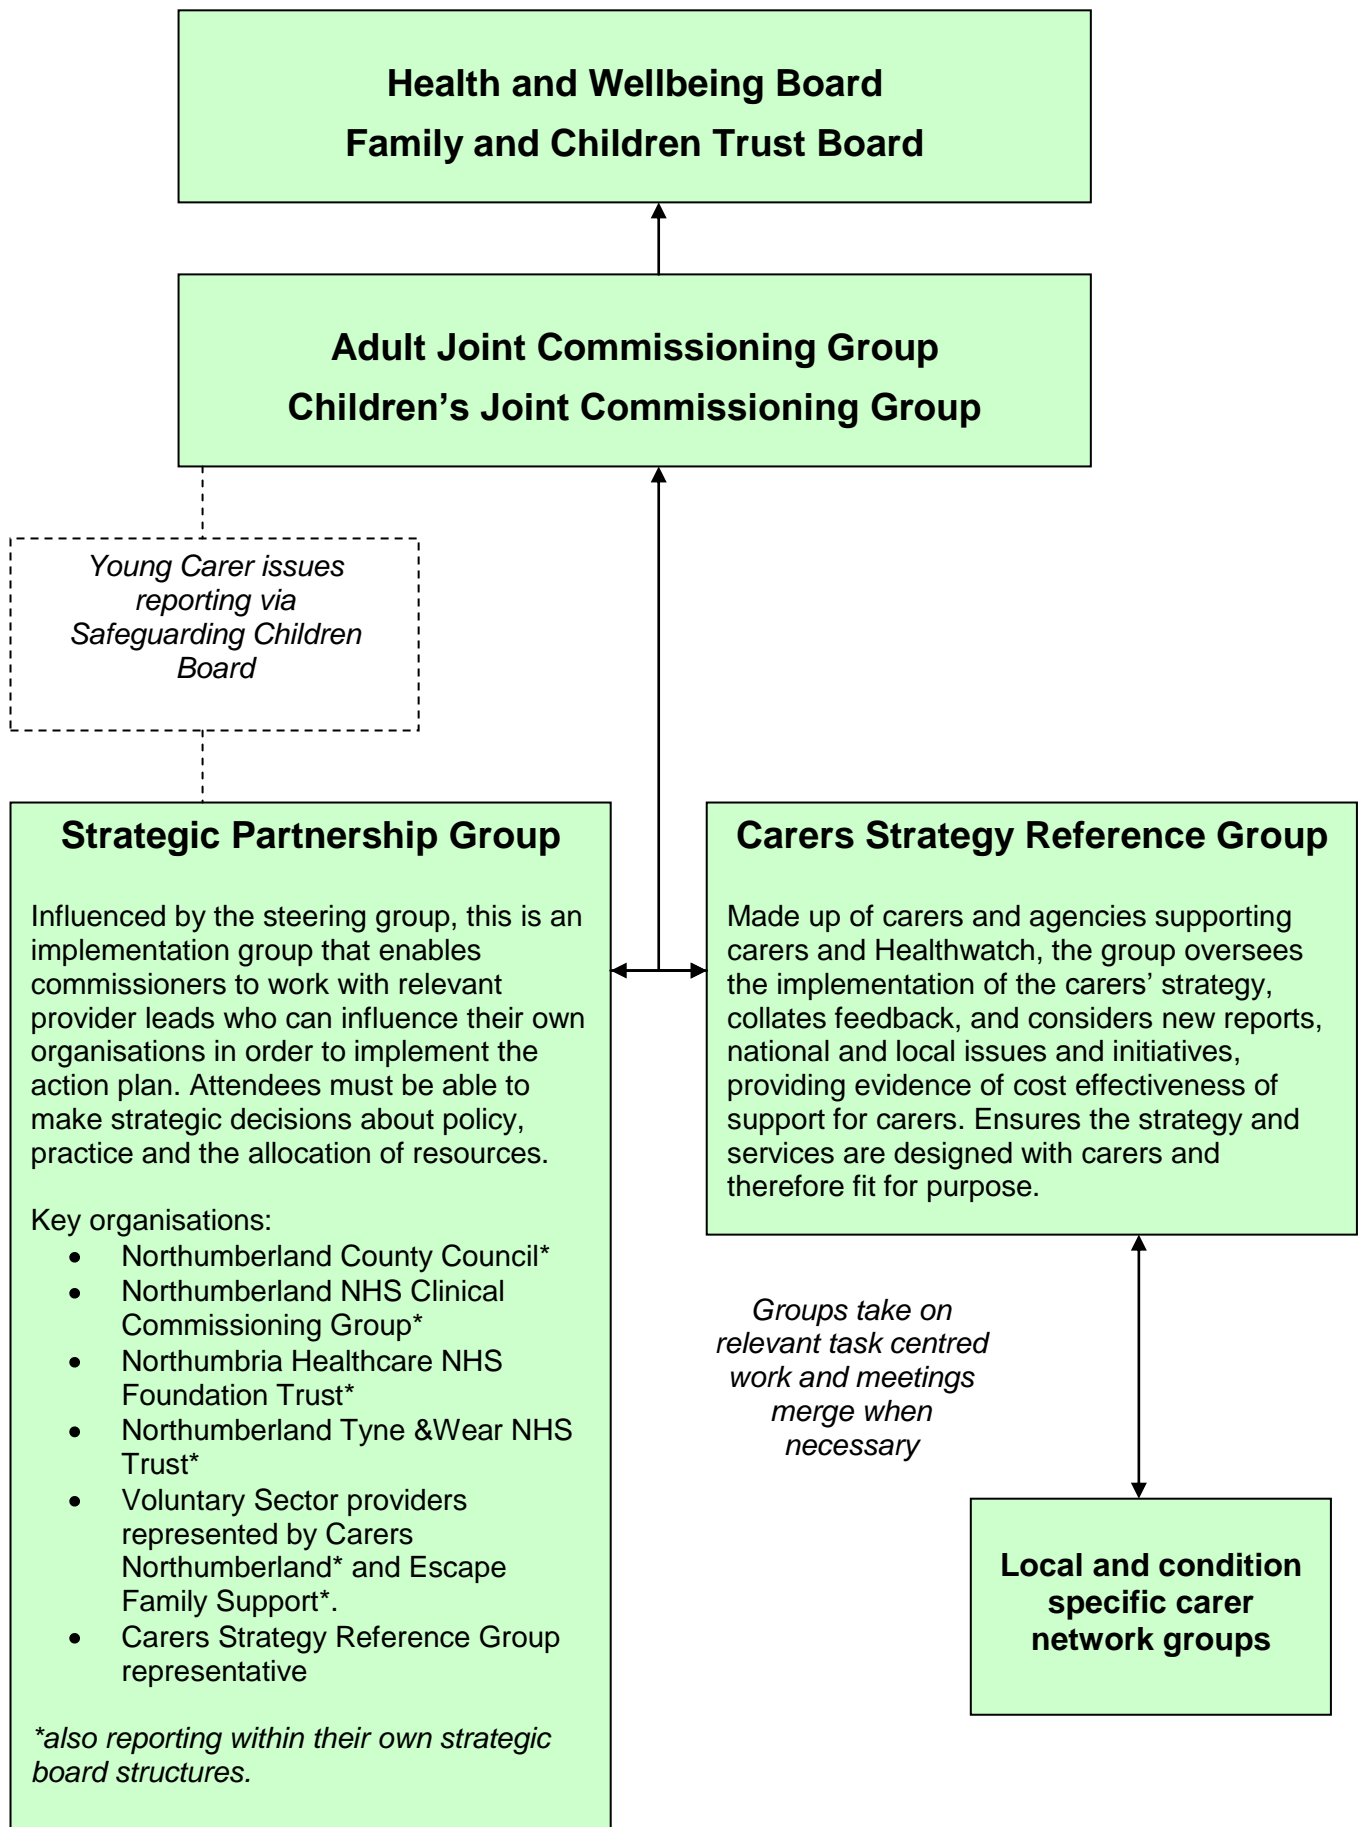 Health and Wellbeing Board
Family and Children Trust Board
Adult Joint Commissioning Group
Children’s Joint Commissioning Group
Young Carer issues
reporting via
Safeguarding Children
Board
Strategic Partnership Group
Influenced by the steering group, this is an
implementation group that enables
commissioners to work with relevant
provider leads who can influence their own
organisations in order to implement the
action plan. Attendees must be able to
make strategic decisions about policy,
practice and the allocation of resources.
Key organisations:
• Northumberland County Council*
• Northumberland NHS Clinical
Commissioning Group*
• Northumbria Healthcare NHS
Foundation Trust*
• Northumberland Tyne &Wear NHS
Trust*
• Voluntary Sector providers
represented by Carers
Northumberland* and Escape
Family Support*.
• Carers Strategy Reference Group
representative
*also reporting within their own strategic
board structures.
Carers Strategy Reference Group
Made up of carers and agencies supporting
carers and Healthwatch, the group oversees
the implementation of the carers’ strategy,
collates feedback, and considers new reports,
national and local issues and initiatives,
providing evidence of cost effectiveness of
support for carers. Ensures the strategy and
services are designed with carers and
therefore fit for purpose.
Groups take on
relevant task centred
work and meetings
merge when
necessary
Local and condition
specific carer
network groups